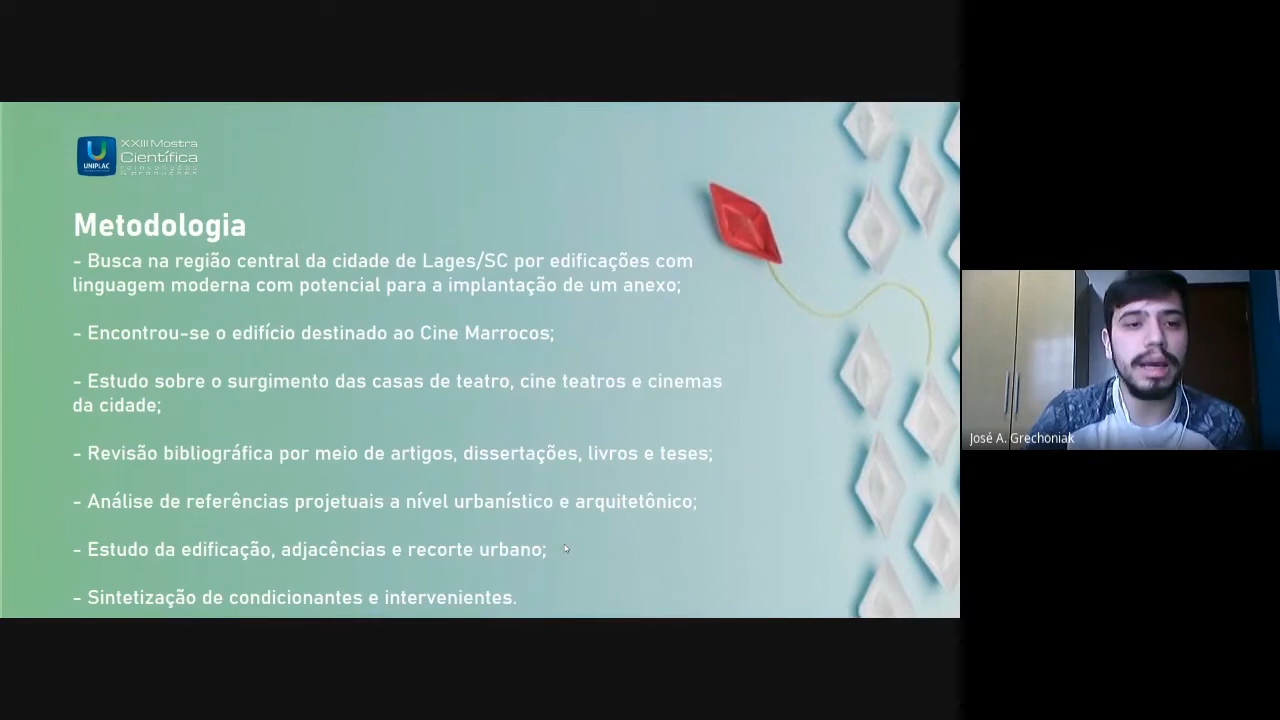 XXIII Mostra
Científica
UNIPLAC
Metodologia
- Busca na região central da cidade de Lages/SC por edificações com
linguagem moderna com potencial para a implantação de um anexo;
- Encontrou-se o edifício destinado ao Cine Marrocos;
- Estudo sobre o surgimento das casas de teatro, cine teatros e cinemas
da cidade;
- Revisão bibliográfica por meio de artigos, dissertações, livros e teses;
- Análise de referências projetuais a nível urbanístico e arquitetônico;
- Estudo da edificação, adjacências e recorte urbano;
- Sintetização de condicionantes e intervenientes.
José A. Grechoniak